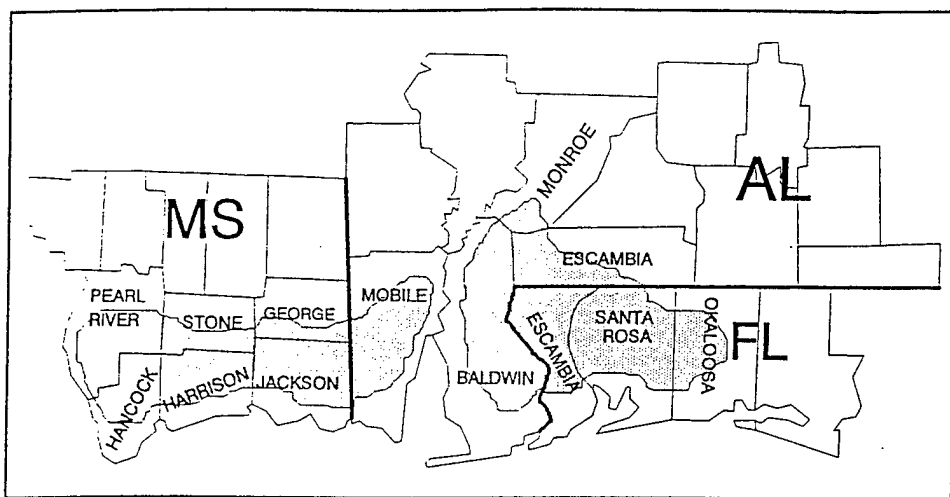 MS
AL
FL
MONROE
ESCAMBIA
PEARL
RIVER
STONE
GEORGE
MOBILE
HANCOCK
HARRISON
JACKSON
BALDWIN
ESCAMBIA
SANTA
ROSA
OKALOOSA